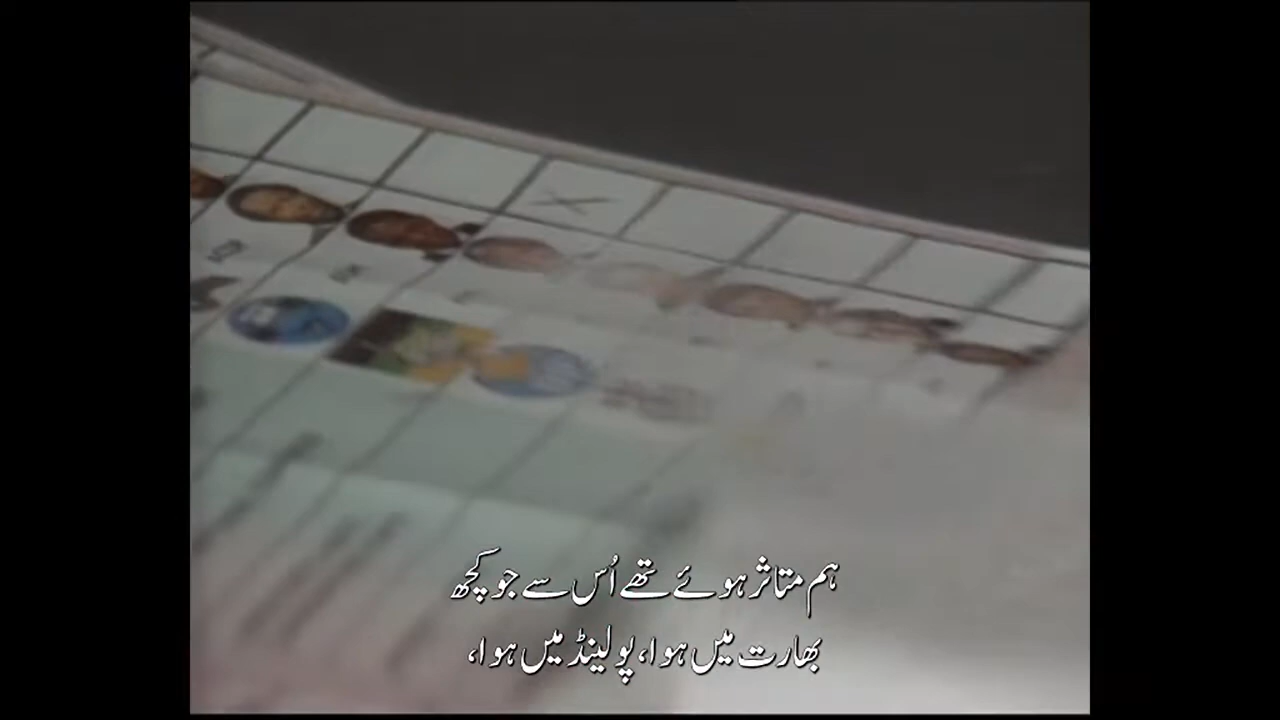 ہم متاثر ہوئے تھے اُس سے جو کچھ
بھارت میں ہوا، پولینڈ میں ہوا،